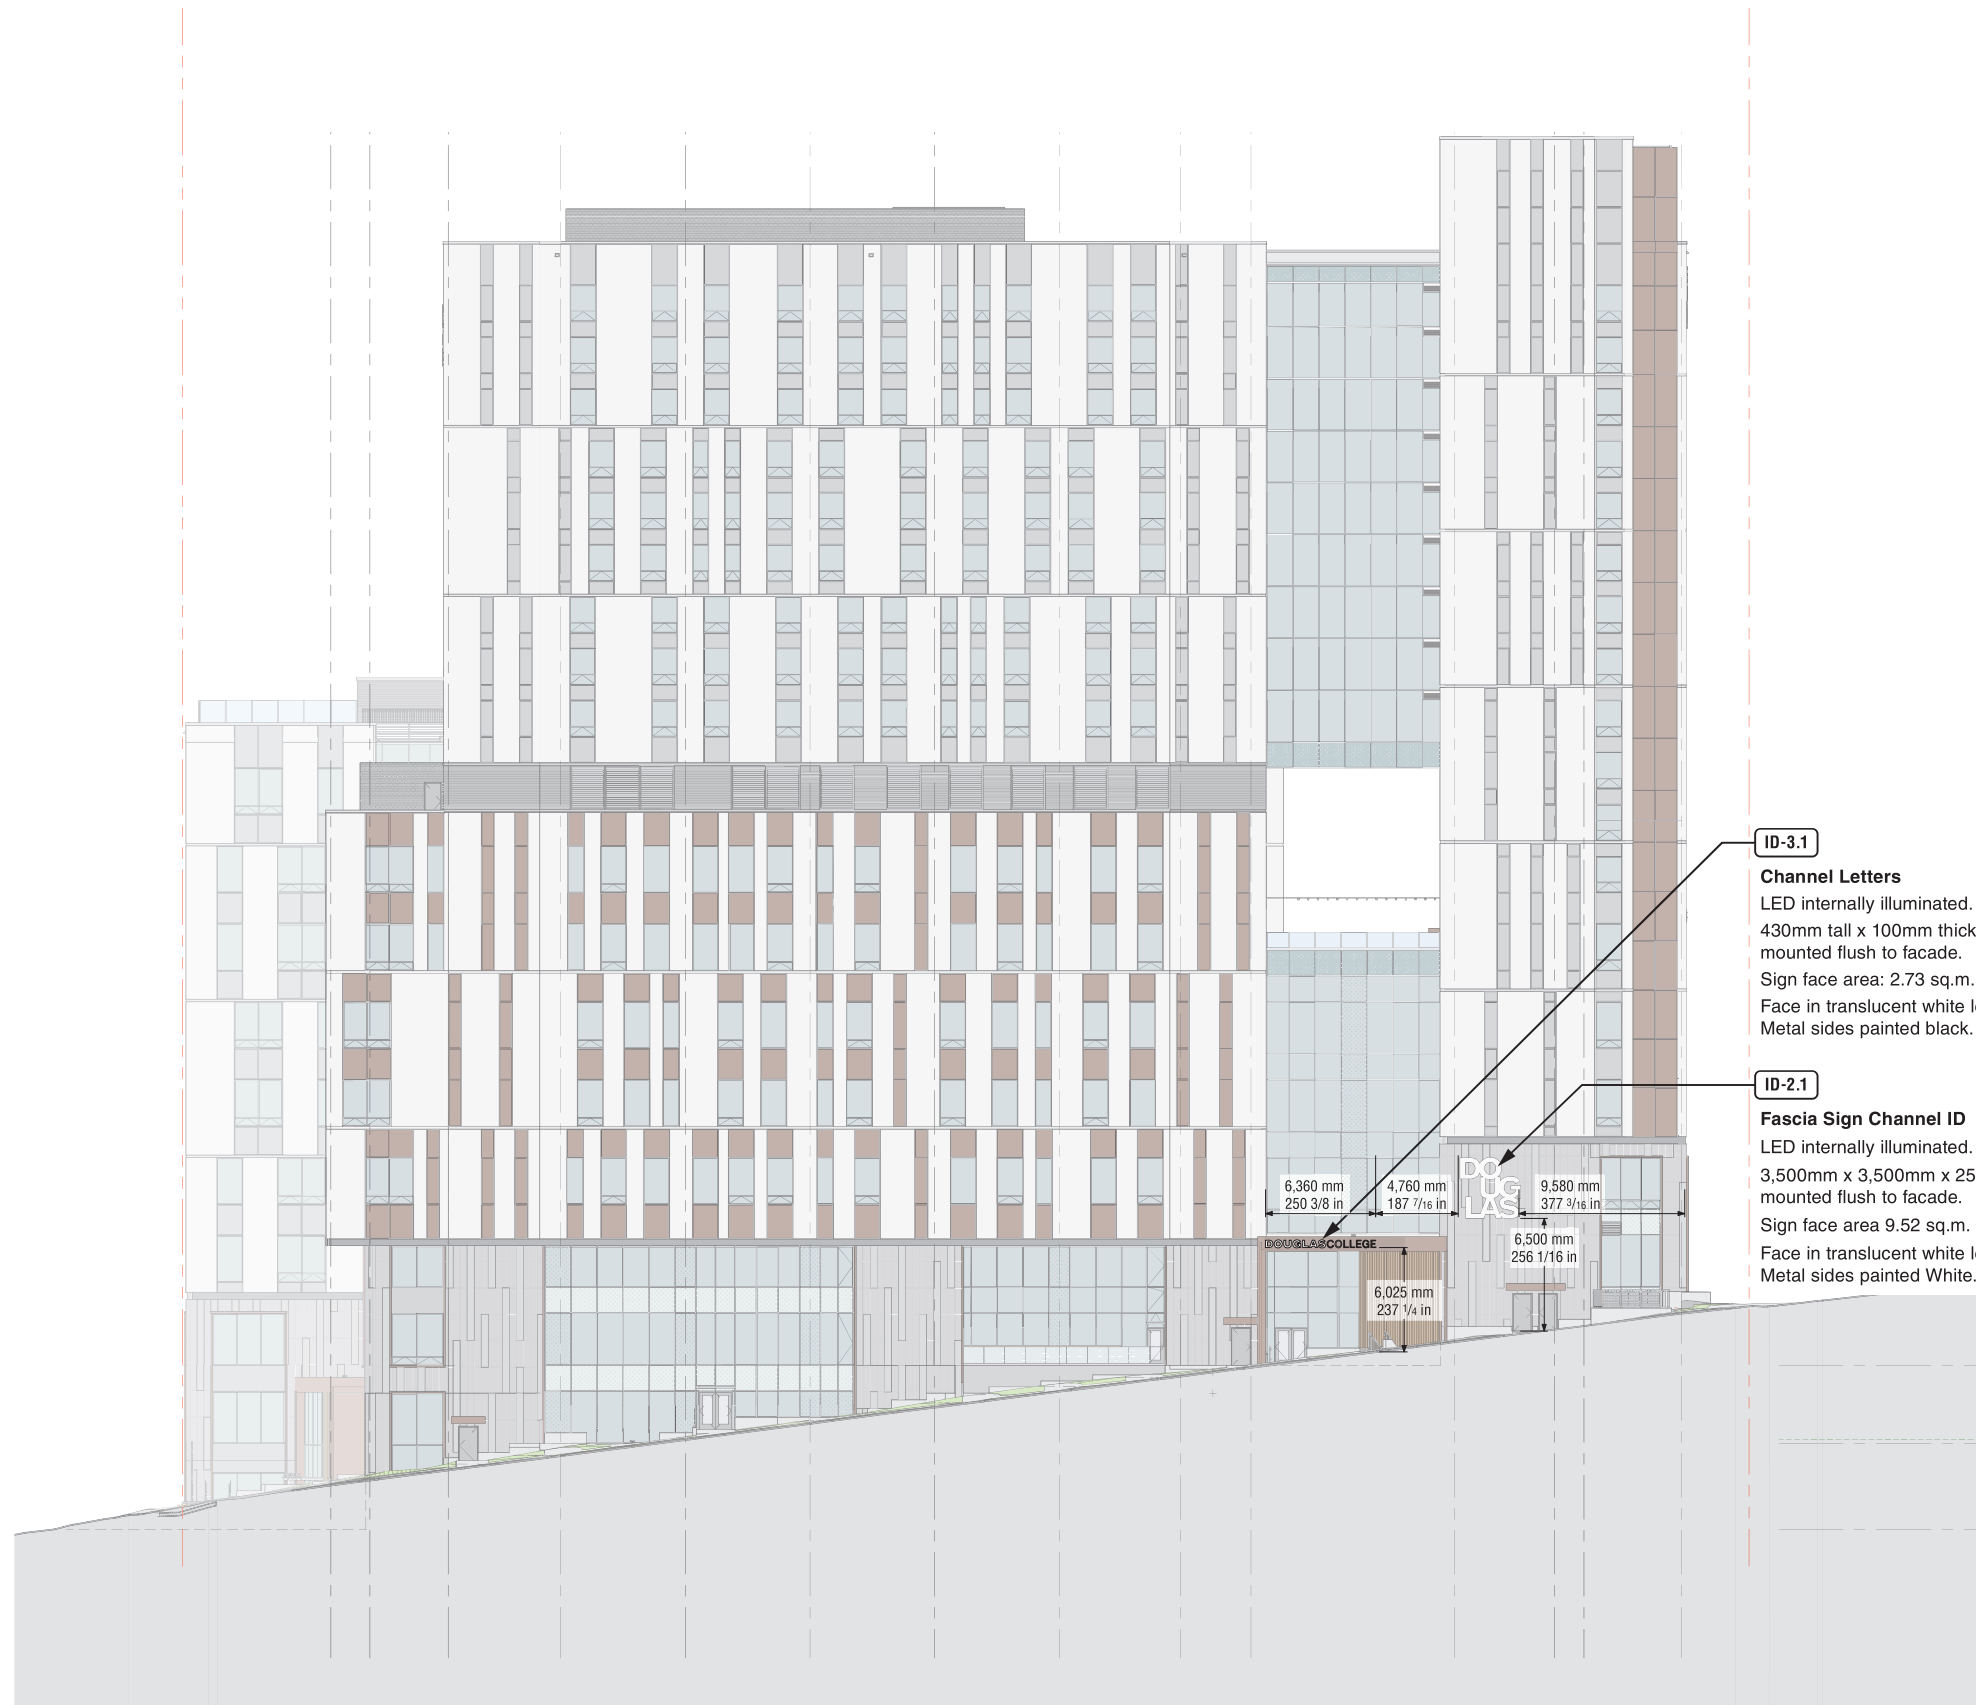 ID-3.1
Channel Letters
LED internally illuminated.
430mm tall x 100mm thick
mounted flush to facade.
Sign face area: 2.73 sq.m.
Face in translucent white
Metal sides painted black.
ID-2.1
Fascia Sign Channel ID
LED internally illuminated.
3,500mm x 3,500mm x 25
mounted flush to facade.
Sign face area 9.52 sq.m.
Face in translucent white
Metal sides painted White.
DO
UG
LAS
6,360 mm
250 3/8 in
4,760 mm
187 7/16 in
9,580 mm
377 3/16 in
6,500 mm
256 1/16 in
DOUGLASCOLLEGE
6,025 mm
237 1/4 in